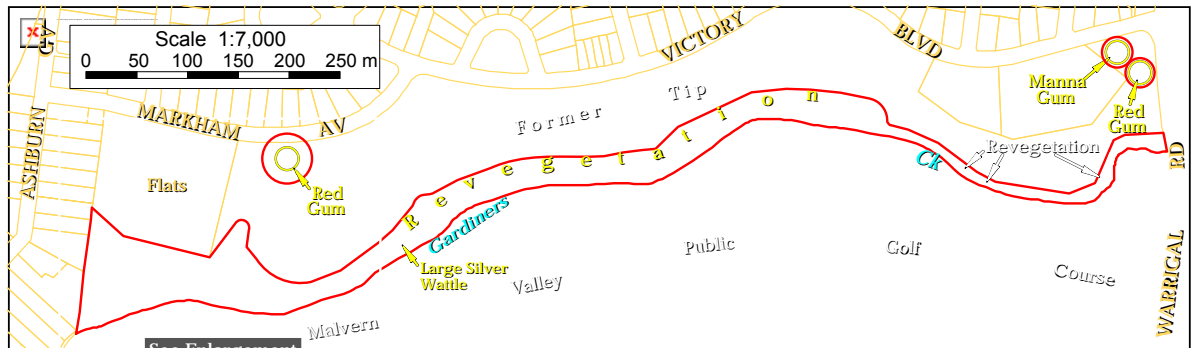 Scale 1:7,000
0 50 100 150 200 250 m
VICTORY
BLVD
Manna
Gum
Red
Gum
MARKHAM
AV
ASHBURN
GV
Flats
Red
Gum
Former Tip
Revegetation
Ck
Revegetation
RD
Gardiners
Large Silver
Wattle
Malvern
Valley
Public
Golf
Course
WARRIGAL
See Enlargement